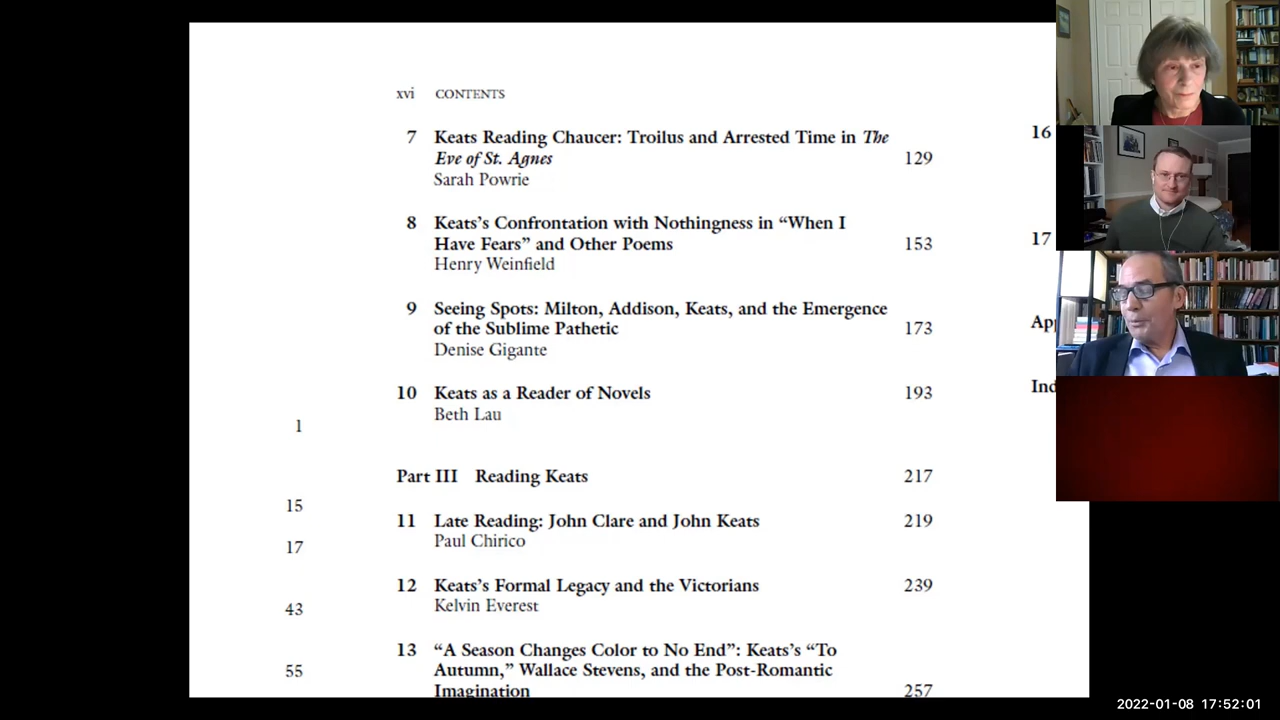 xvi CONTENTS
7 Keats Reading Chaucer: Troilus and Arrested Time in The
Eve of St. Agnes 129
Sarah Powrie
8 Keats’s Confrontation with Nothingness in “When I
Have Fears” and Other Poems 153
Henry Weinfield
9 Seeing Spots: Milton, Addison, Keats, and the Emergence
of the Sublime Pathetic 173
Denise Gigante
10 Keats as a Reader of Novels 193
Beth Lau
Part III Reading Keats 217
11 Late Reading: John Clare and John Keats 219
Paul Chirico
12 Keats’s Formal Legacy and the Victorians 239
Kelvin Everest
13 “A Season Changes Color to No End”: Keats’s “To
Autumn,” Wallace Stevens, and the Post-Romantic
Imagination 257
1
15
17
43
55
16
17
App
Ind
2022-01-08 17:52:01